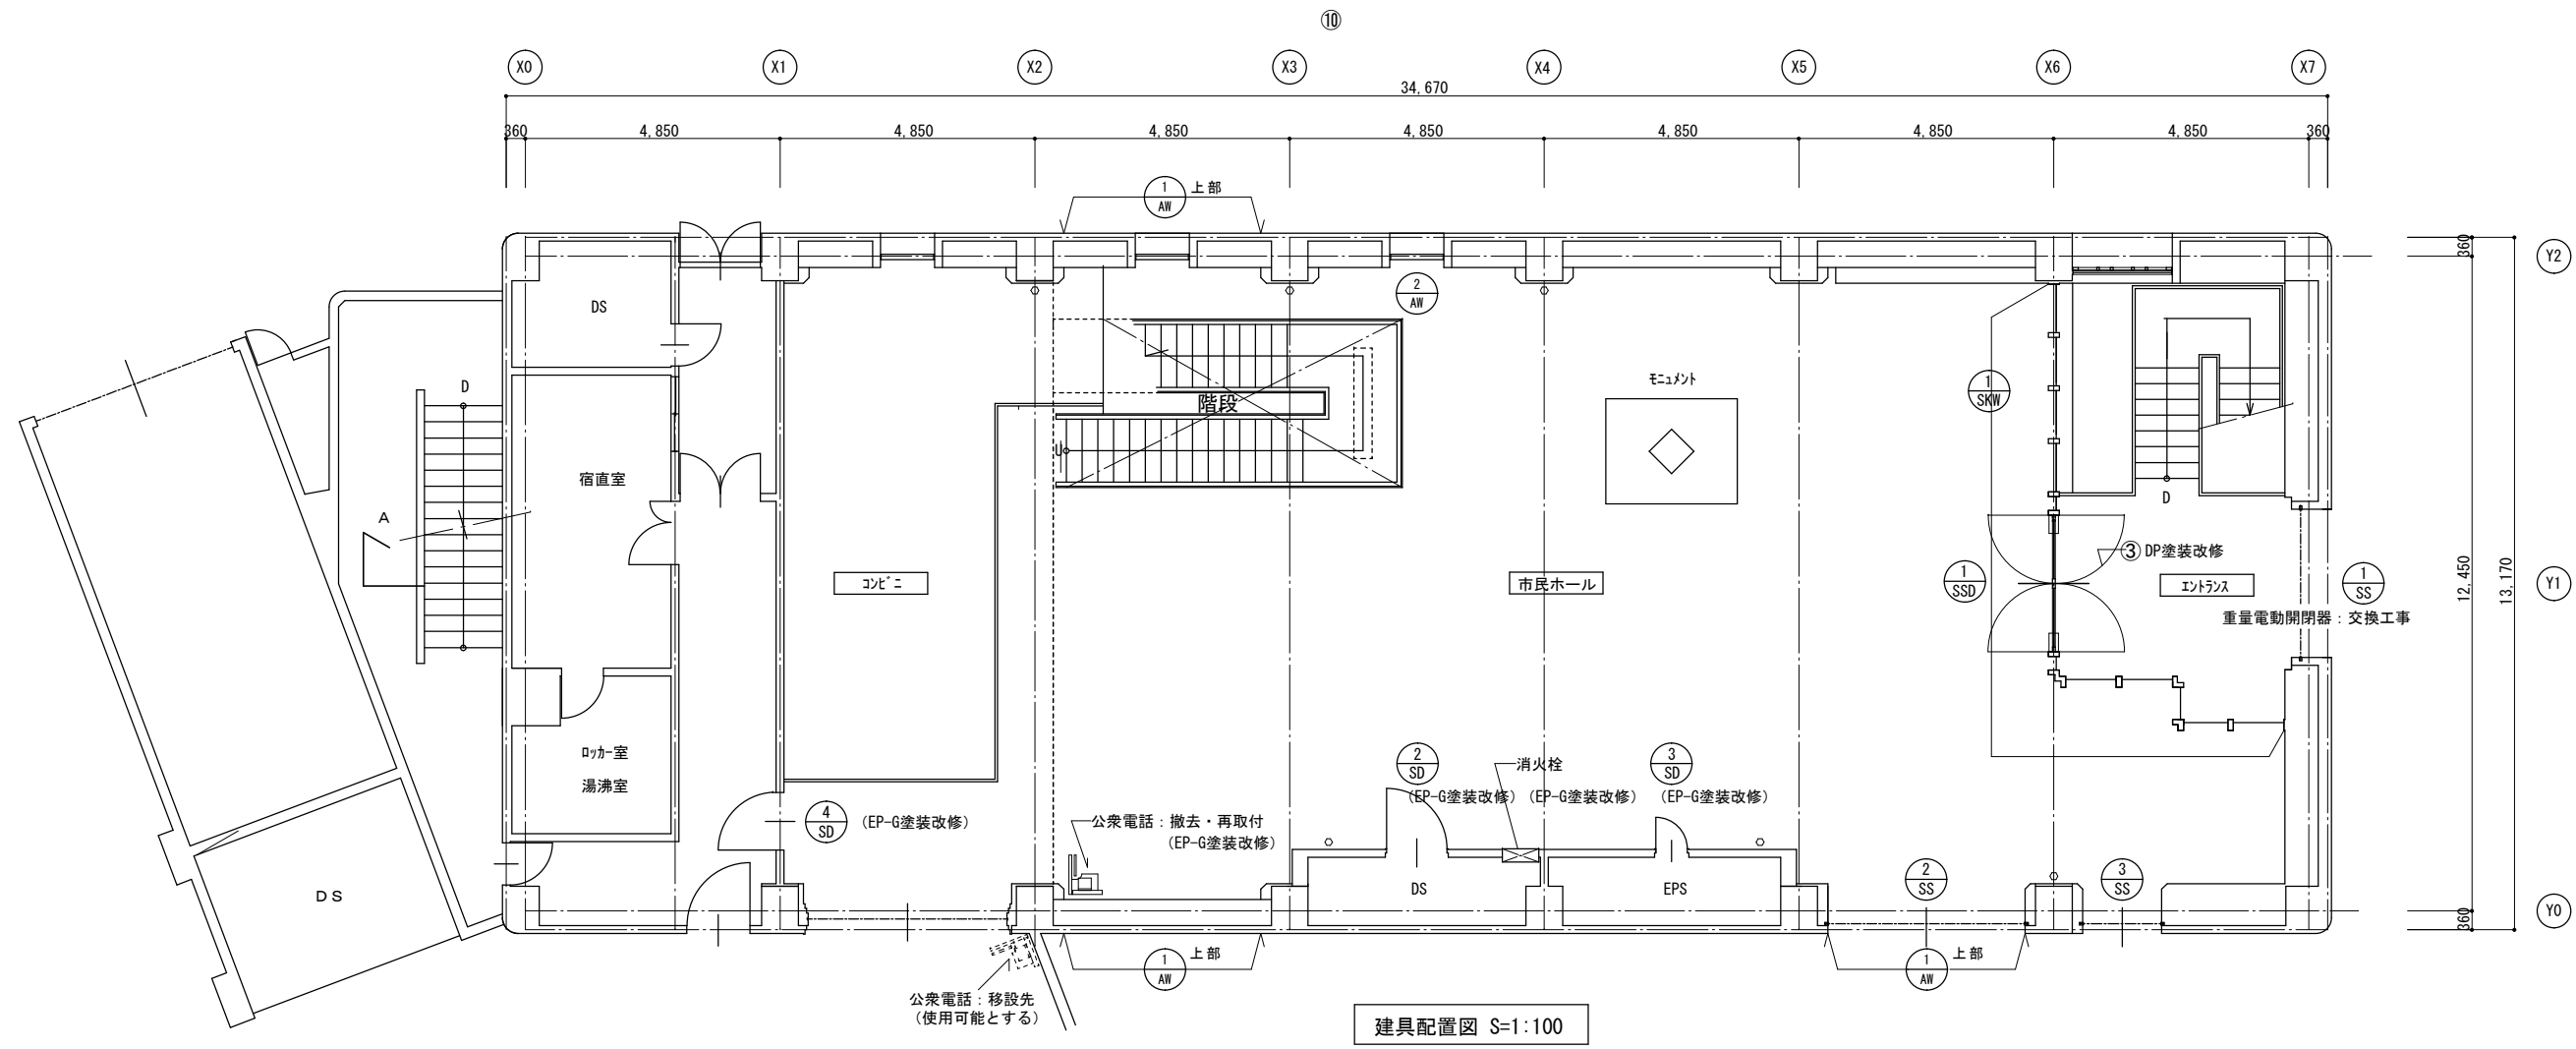 ⑩
X0 X1 X2 X3 X4 X5 X6 X7
34,670
360 4,850 4,850 4,850 4,850 4,850 4,850 4,850 360
1 AW 上部
360
Y2
DS
2 AW
モニュメント
D
1 SKW
階段
宿直室
U
D
A
③ DP塗装改修
コンビニ
市民ホール
1 SSD
エントランス
1 SS
12,450
13,170
Y1
重量電動開閉器：交換工事
ロッカー室
湯沸室
2 SD
消火栓
3 SD
(EP-G塗装改修) (EP-G塗装改修) (EP-G塗装改修)
4 SD (EP-G塗装改修)
公衆電話：撤去・再取付
(EP-G塗装改修)
DS
DS
EPS
2 SS
3 SS
360
Y0
1 AW 上部
1 AW 上部
公衆電話：移設先
(使用可能とする)
建具配置図 S=1:100